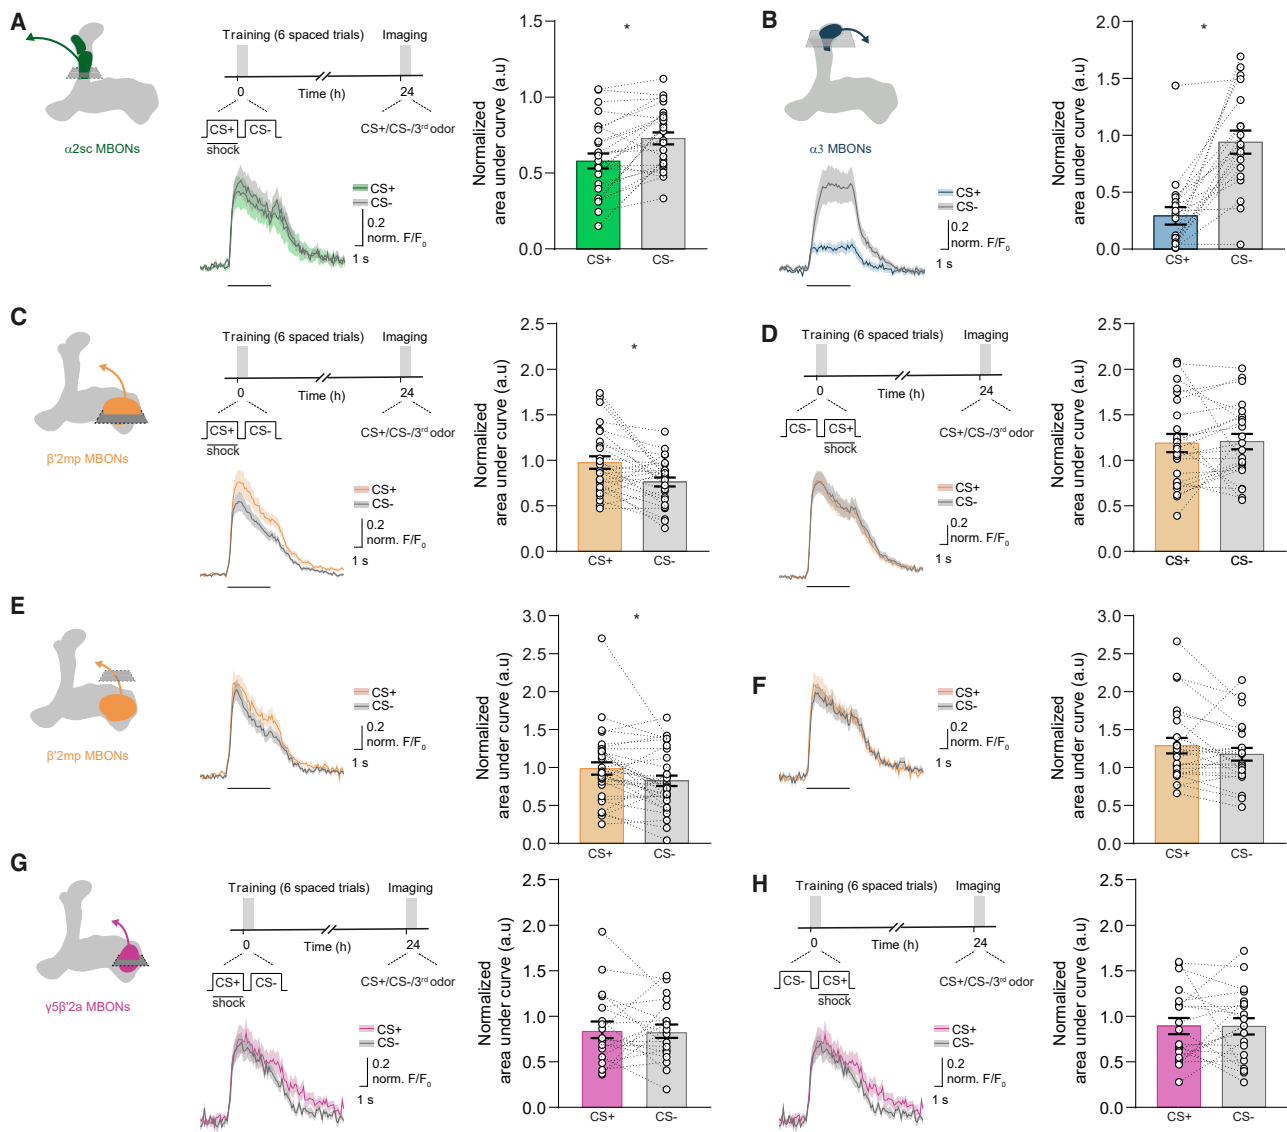 A
Training (6 spaced trials)
Imaging
0
Time (h)
24
CS+
CS-
shock
CS+/CS-/3rd odor
α2sc MBONs
CS+
CS-
0.2
norm. F/F0
1 s
Normalized
area under curve (a.u)
1.5
1.0
0.5
0.0
*
CS+
CS-
B
α3 MBONs
CS+
CS-
0.2
norm. F/F0
1 s
Normalized
area under curve (a.u)
2.0
1.5
1.0
0.5
0.0
*
CS+
CS-
C
Training (6 spaced trials)
Imaging
0
Time (h)
24
CS+
CS-
shock
CS+/CS-/3rd odor
β'2mp MBONs
CS+
CS-
0.2
norm. F/F0
1 s
Normalized
area under curve (a.u)
2.5
2.0
1.5
1.0
0.5
0.0
*
CS+
CS-
D
Training (6 spaced trials)
Imaging
0
Time (h)
24
CS-
CS+
shock
CS+/CS-/3rd odor
CS+
CS-
0.2
norm. F/F0
1 s
Normalized
area under curve (a.u)
2.5
2.0
1.5
1.0
0.5
0.0
CS+
CS-
E
β'2mp MBONs
CS+
CS-
0.2
norm. F/F0
1 s
Normalized
area under curve (a.u)
3.0
2.5
2.0
1.5
1.0
0.5
0.0
*
CS+
CS-
F
CS+
CS-
0.2
norm. F/F0
1 s
Normalized
area under curve (a.u)
3.0
2.5
2.0
1.5
1.0
0.5
0.0
CS+
CS-
G
Training (6 spaced trials)
Imaging
0
Time (h)
24
CS+
CS-
shock
CS+/CS-/3rd odor
γ5β'2a MBONs
CS+
CS-
0.2
norm. F/F0
1 s
Normalized
area under curve (a.u)
2.5
2.0
1.5
1.0
0.5
0.0
CS+
CS-
H
Training (6 spaced trials)
Imaging
0
Time (h)
24
CS-
CS+
shock
CS+/CS-/3rd odor
CS+
CS-
0.2
norm. F/F0
1 s
Normalized
area under curve (a.u)
2.5
2.0
1.5
1.0
0.5
0.0
CS+
CS-